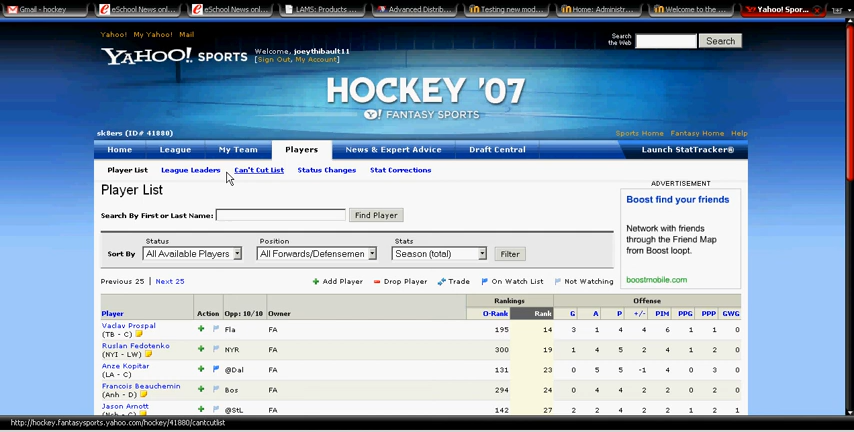 Gmail - hockey
eSchool News onl...
eSchool News onl...
LAMS: Products ...
Advanced Distrib...
Testing new mod...
Home: Administr...
Welcome to the ...
Yahoo! Spor...
Yahoo! My Yahoo! Mail
YAHOO! SPORTS
Welcome, joeythibault11
[Sign Out, My Account]
Search the Web
Search
HOCKEY '07
Y! FANTASY SPORTS
sk8ers (ID# 41880)
Sports Home Fantasy Home Help
Home League My Team Players News & Expert Advice Draft Central Launch StatTracker®
Player List League Leaders Can't Cut List Status Changes Stat Corrections
Player List
Search By First or Last Name: Find Player
Sort By
Status
All Available Players
Position
All Forwards/Defensemen
Stats
Season (total)
Filter
ADVERTISEMENT
Boost find your friends
Network with friends
through the Friend Map
from Boost loopt.
boostmobile.com
Previous 25 | Next 25
Add Player Drop Player Trade On Watch List Not Watching
Rankings Offense
Player Action Opp: 10/10 Owner O-Rank Rank G A P +/- PIM PPG PPP GWG
Vaclav Prospal Fla FA 195 14 3 1 4 4 6 1 1 0
(TB - C)
Ruslan Fedotenko NYR FA 300 19 1 4 5 2 4 1 2 0
(NYI - LW)
Anze Kopitar @Dal FA 131 23 0 5 5 -1 4 0 3 0
(LA - C)
Francois Beauchemin Bos FA 294 24 0 4 4 2 2 0 2 0
(Anh - D)
Jason Arnott @StL FA 142 27 2 2 4 2 2 1 2 1
(Nsh - C)
http://hockey.fantasysports.yahoo.com/hockey/41880/cantcutlist